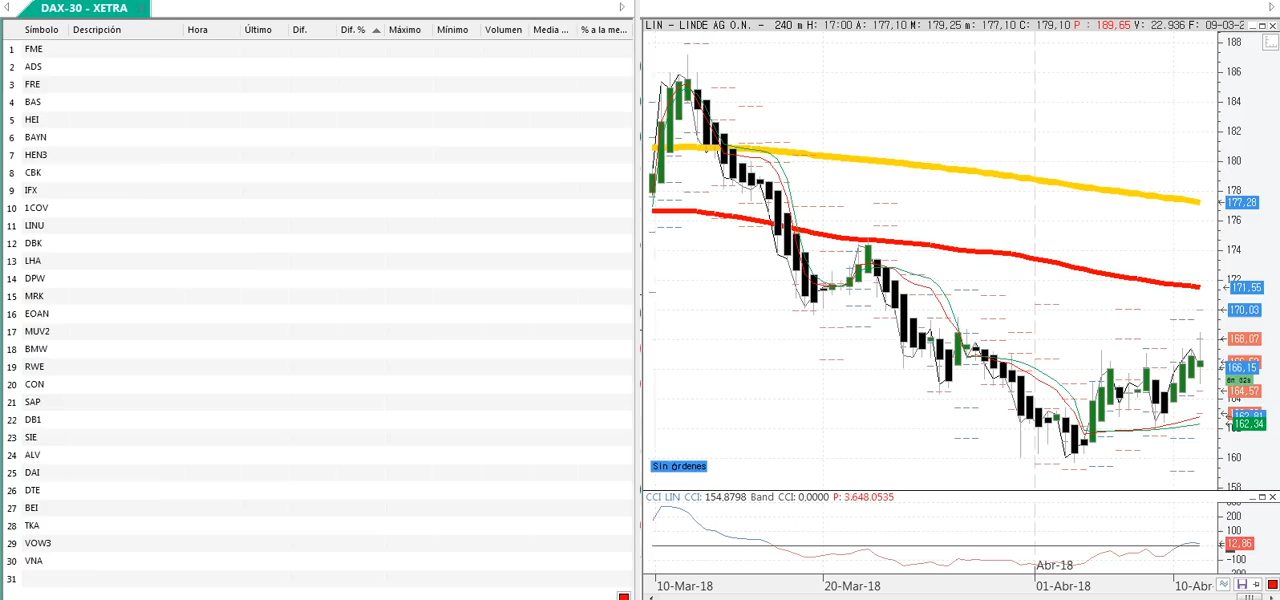 DAX-30 - XETRA
Símbolo Descripción Hora Último Dif. Dif. % Máximo Mínimo Volumen Media ... % a la me...
1 FME
2 ADS
3 FRE
4 BAS
5 HEI
6 BAYN
7 HEN3
8 CBK
9 IFX
10 1COV
11 LINU
12 DBK
13 LHA
14 DPW
15 MRK
16 EOAN
17 MUV2
18 BMW
19 RWE
20 CON
21 SAP
22 DB1
23 SIE
24 ALV
25 DAI
26 DTE
27 BEI
28 TKA
29 VOW3
30 VNA
31
LIN - LINDE AG O.N. - 240 m H: 17:00 A: 177,10 M: 179,25 m: 177,10 C: 179,10 P : 189,65 V: 22.936 F: 09-03-2
188
186
184
182
180
178
177,28
176
174
172
171,55
170,03
168,07
166,15
164,57
164
162,34
160
158
Sin órdenes
CCI LIN CCI: 154.8798 Band CCI: 0,0000 P: 3.648.0535
200
100
12,86
-100
Abr-18
10-Mar-18 20-Mar-18 01-Abr-18 10-Abr